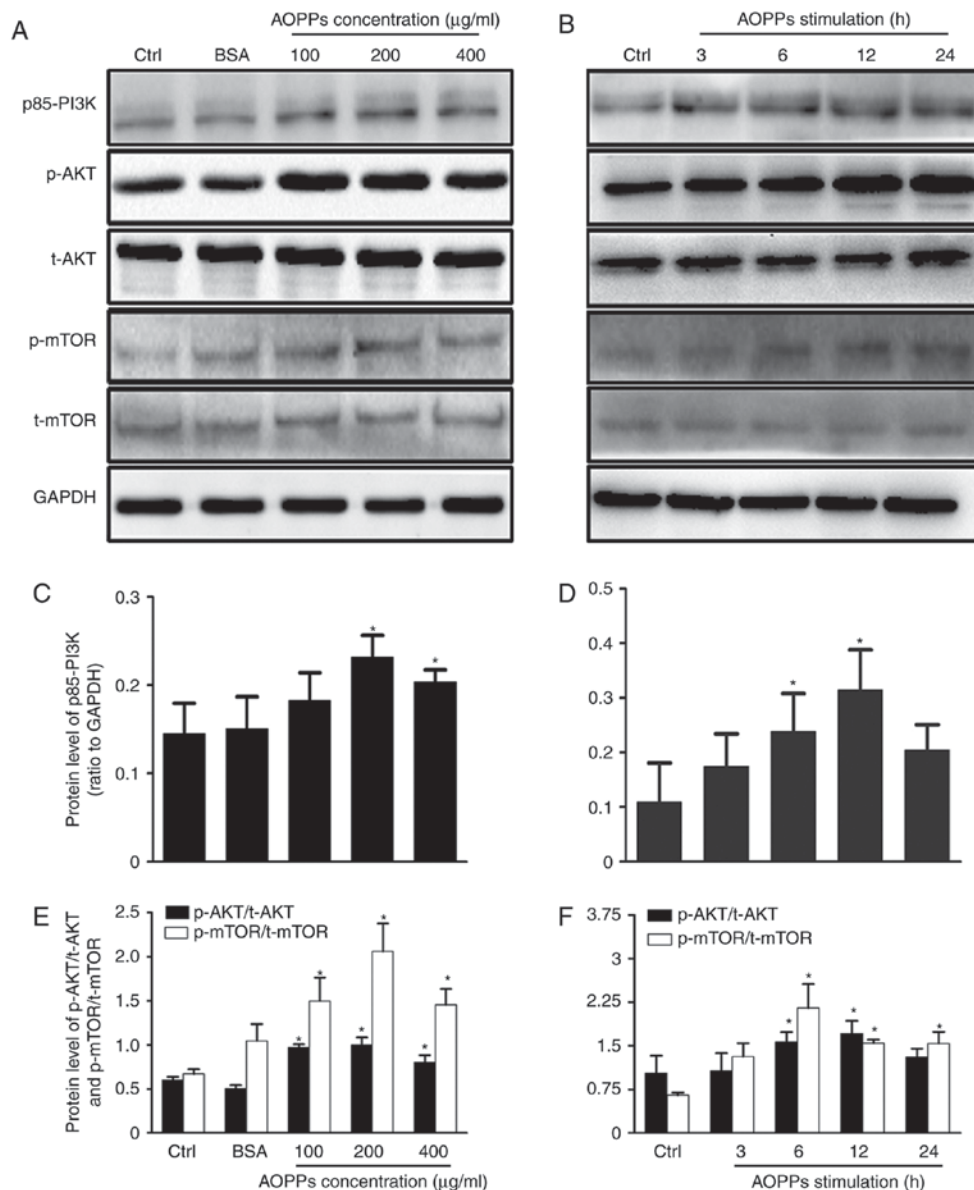 A
AOPPs concentration (µg/ml)
Ctrl BSA 100 200 400
p85-PI3K
p-AKT
t-AKT
p-mTOR
t-mTOR
GAPDH
B
AOPPs stimulation (h)
Ctrl 3 6 12 24
C
Protein level of p85-PI3K
(ratio to GAPDH)
0.3
0.2
0.1
0
* *
D
0.5
0.4
0.3
0.2
0.1
0
* *
E
Protein level of p-AKT/t-AKT
and p-mTOR/t-mTOR
p-AKT/t-AKT
p-mTOR/t-mTOR
2.5
2.0
1.5
1.0
0.5
0
* * * * * *
Ctrl BSA 100 200 400
AOPPs concentration (µg/ml)
F
p-AKT/t-AKT
p-mTOR/t-mTOR
3.75
3.0
2.25
1.5
0.75
0
* * * * *
Ctrl 3 6 12 24
AOPPs stimulation (h)